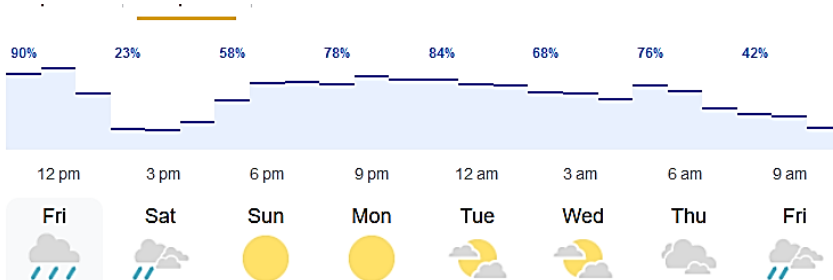 90% 23% 58% 78% 84% 68% 76% 42%
12 pm 3 pm 6 pm 9 pm 12 am 3 am 6 am 9 am
Fri Sat Sun Mon Tue Wed Thu Fri